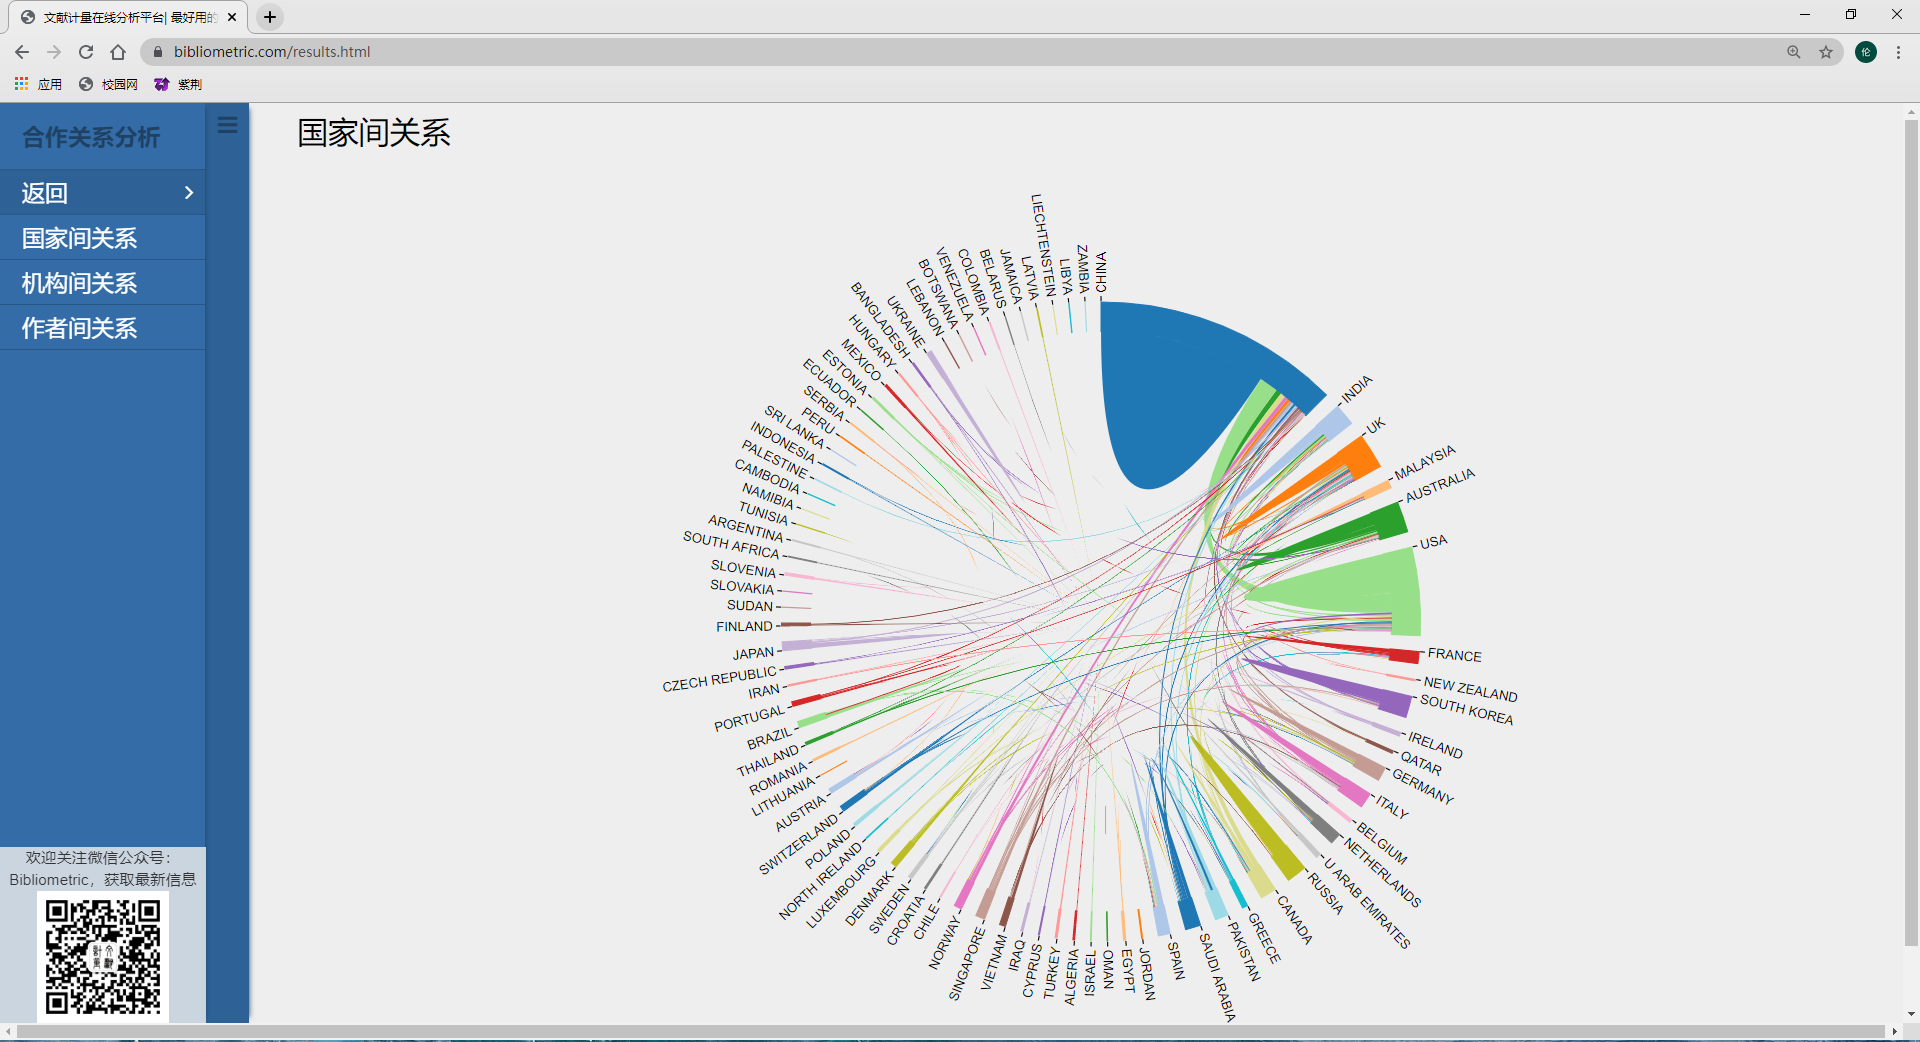 文献计量在线分析平台| 最好用的
bibliometric.com/results.html
伦
应用
校园网
紫荆
合作关系分析
返回
国家间关系
机构间关系
作者间关系
欢迎关注微信公众号：
Bibliometric，获取最新信息
国家间关系
CHINA
INDIA
UK
MALAYSIA
AUSTRALIA
USA
FRANCE
NEW ZEALAND
SOUTH KOREA
IRELAND
QATAR
GERMANY
ITALY
BELGIUM
NETHERLANDS
U ARAB EMIRATES
RUSSIA
CANADA
GREECE
PAKISTAN
SAUDI ARABIA
SPAIN
JORDAN
EGYPT
OMAN
ISRAEL
ALGERIA
TURKEY
CYPRUS
IRAQ
VIETNAM
SINGAPORE
NORWAY
CHILE
CROATIA
SWEDEN
DENMARK
LUXEMBOURG
NORTH IRELAND
POLAND
SWITZERLAND
AUSTRIA
LITHUANIA
ROMANIA
THAILAND
BRAZIL
PORTUGAL
IRAN
CZECH REPUBLIC
JAPAN
FINLAND
SUDAN
SLOVAKIA
SLOVENIA
SOUTH AFRICA
ARGENTINA
TUNISIA
NAMIBIA
CAMBODIA
PALESTINE
INDONESIA
SRI LANKA
PERU
SERBIA
ECUADOR
ESTONIA
MEXICO
HUNGARY
BANGLADESH
UKRAINE
LEBANON
BOTSWANA
VENEZUELA
COLOMBIA
BELARUS
JAMAICA
LATVIA
LIECHTENSTEIN
LIBYA
ZAMBIA